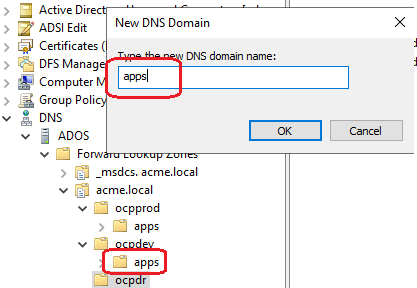 Active Directory
ADSI Edit
Certificates (
DFS Manage
Computer M
Group Policy
DNS
ADOS
Forward Lookup Zones
_msdcs. acme.local
acme.local
ocpprod
apps
ocpdev
apps
ocpdr
New DNS Domain
Type the new DNS domain name:
apps
OK
Cancel